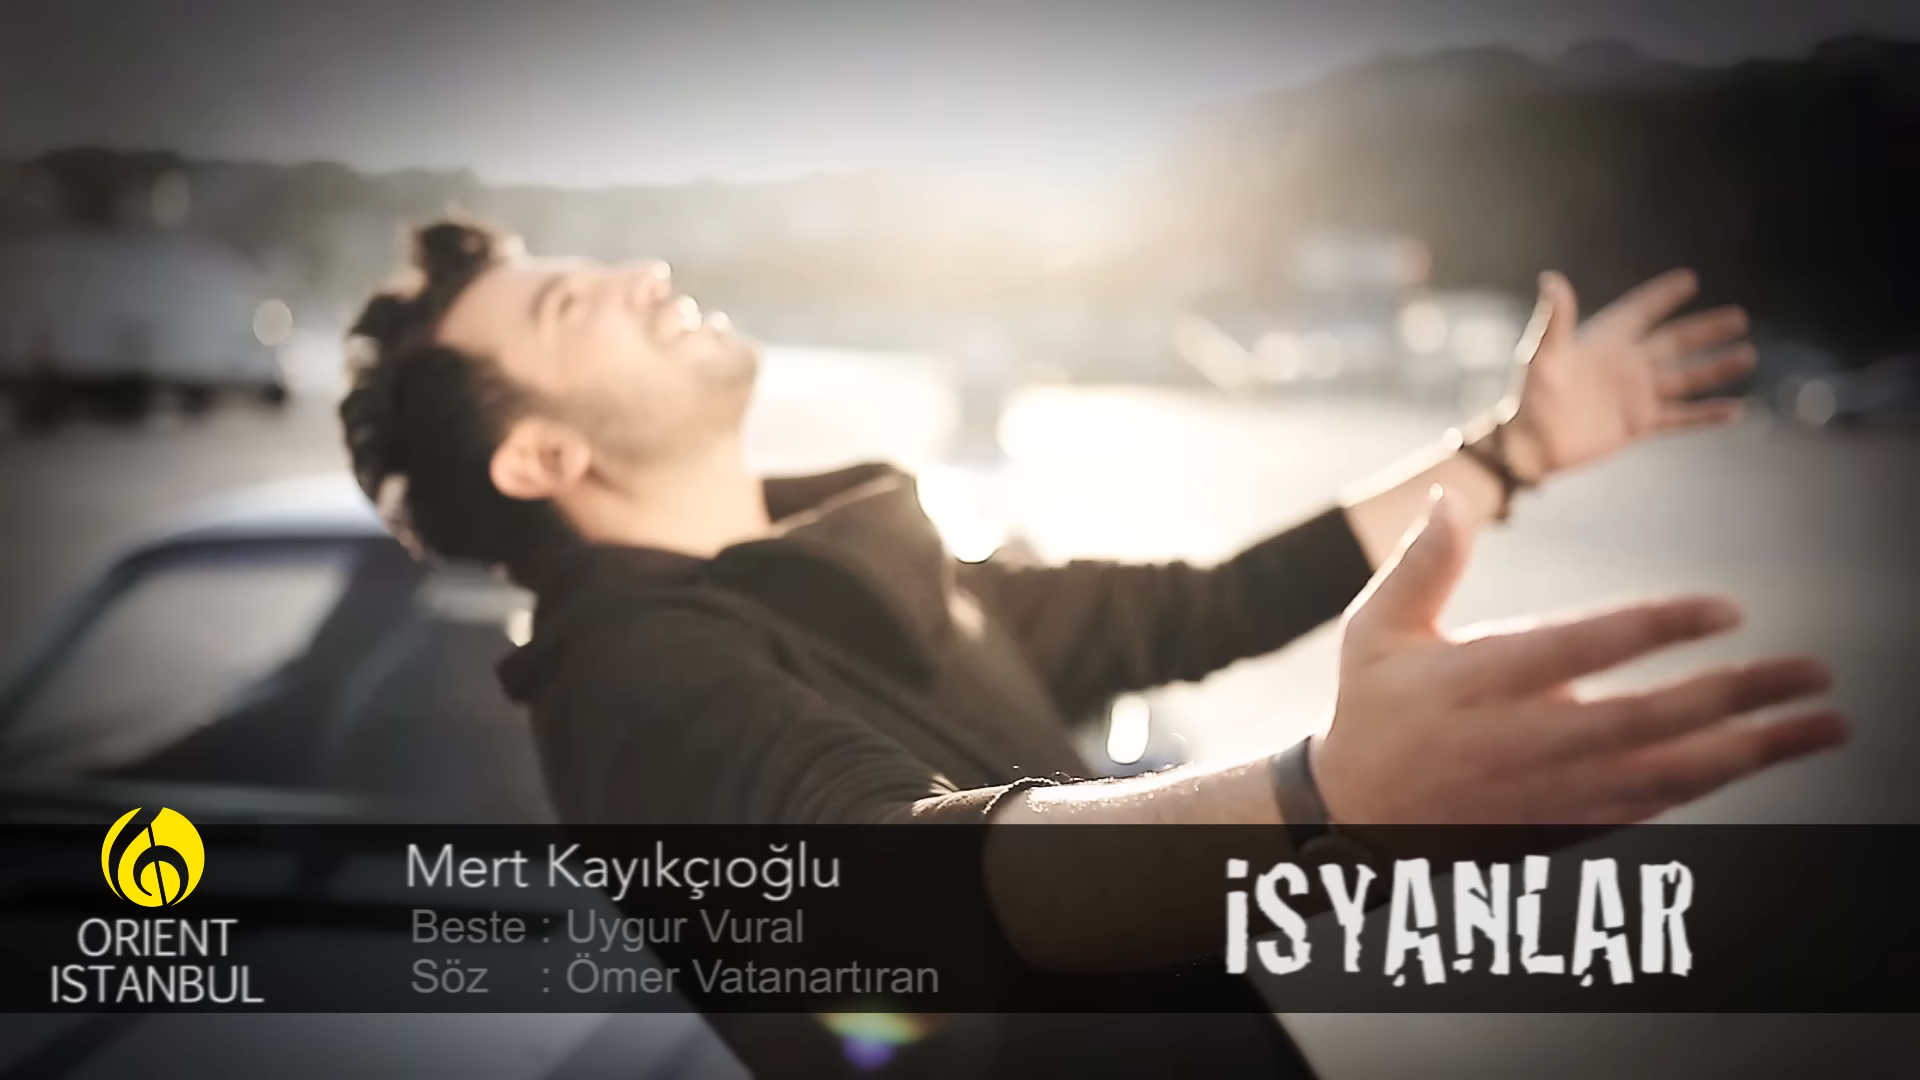 Mert Kayıkçıoğlu
Beste : Uygur Vural
Söz : Ömer Vatanartıran
ORIENT
ISTANBUL
İSYANLAR